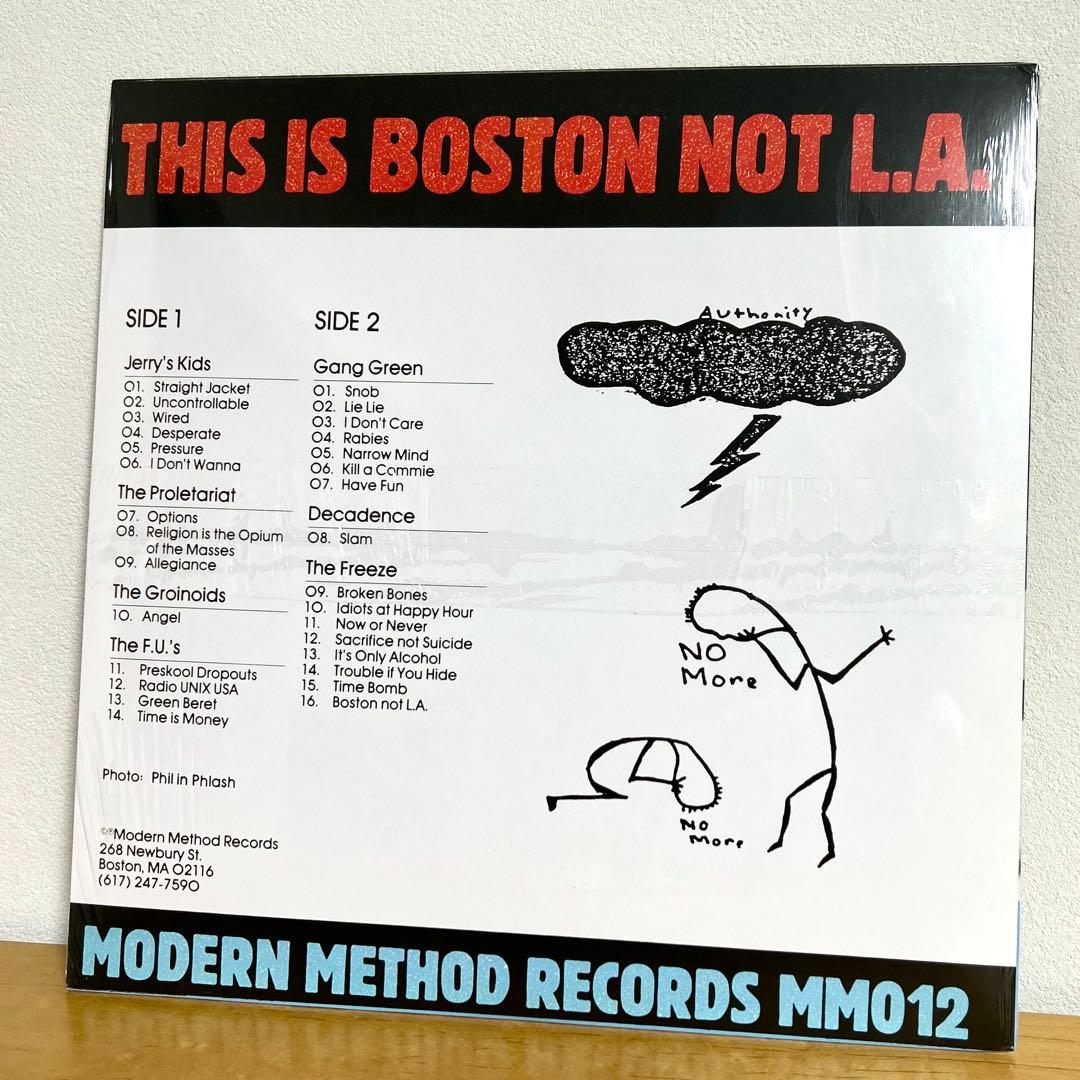 THIS IS BOSTON NOT L.A.
SIDE 1
Jerry's Kids
01. Straight Jacket
02. Uncontrollable
03. Wired
04. Desperate
05. Pressure
06. I Don't Wanna
The Proletariat
07. Options
08. Religion is the Opium
of the Masses
09. Allegiance
The Groinoids
10. Angel
The F.U.'s
11. Preskool Dropouts
12. Radio UNIX USA
13. Green Beret
14. Time is Money
Photo: Phil in Phlash
©℗Modern Method Records
268 Newbury St.
Boston, MA 02116
(617) 247-7590
SIDE 2
Gang Green
01. Snob
02. Lie Lie
03. I Don't Care
04. Rabies
05. Narrow Mind
06. Kill a Commie
07. Have Fun
Decadence
08. Slam
The Freeze
09. Broken Bones
10. Idiots at Happy Hour
11. Now or Never
12. Sacrifice not Suicide
13. It's Only Alcohol
14. Trouble if You Hide
15. Time Bomb
16. Boston not L.A.
Authority
NO
More
NO
More
MODERN METHOD RECORDS MM012